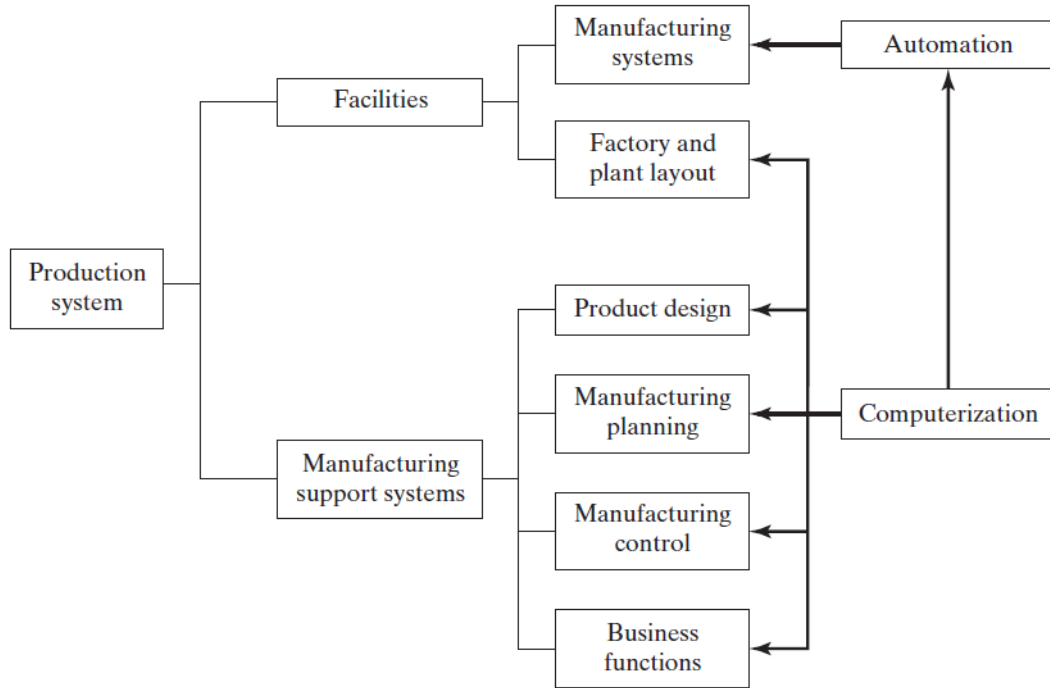 Manufacturing
systems
Automation
Facilities
Factory and
plant layout
Production
system
Product design
Manufacturing
planning
Computerization
Manufacturing
support systems
Manufacturing
control
Business
functions